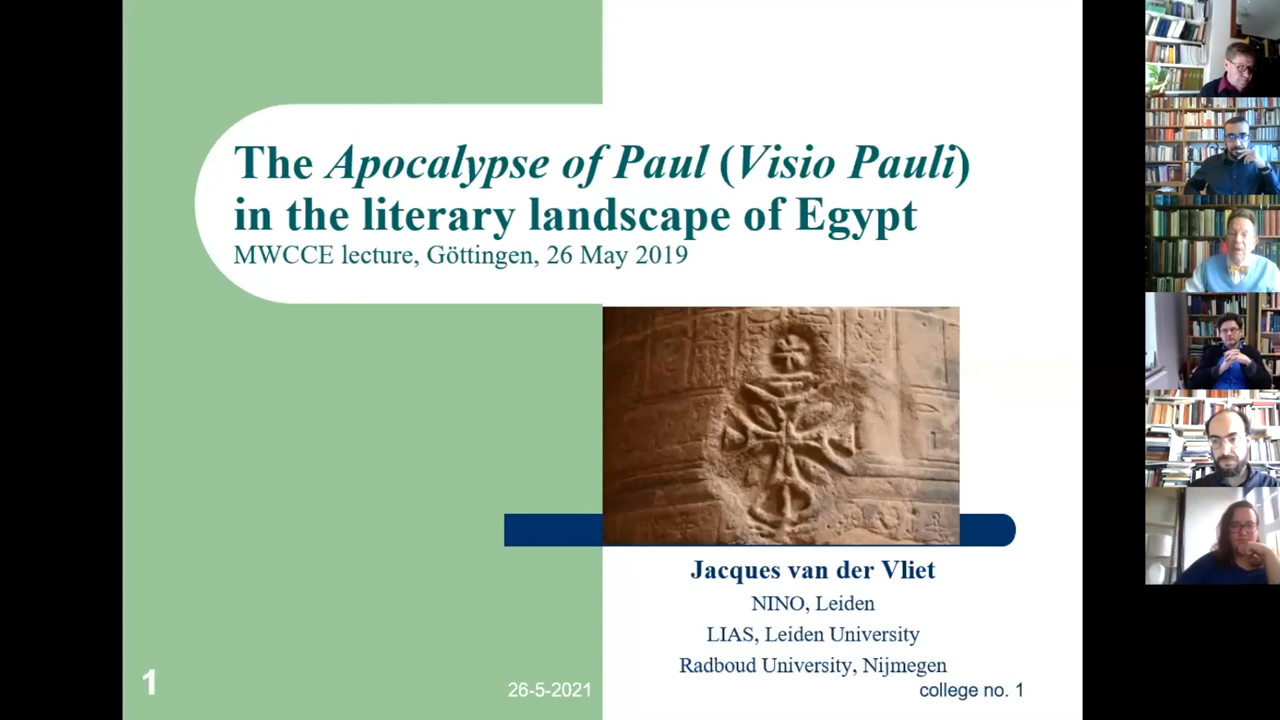 The Apocalypse of Paul (Visio Pauli)
in the literary landscape of Egypt
MWCCE lecture, Göttingen, 26 May 2019
Jacques van der Vliet
NINO, Leiden
LIAS, Leiden University
Radboud University, Nijmegen
1
26-5-2021
college no. 1